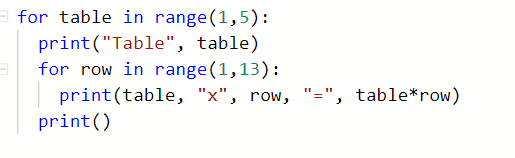 for table in range(1,5):
  print("Table", table)
  for row in range(1,13):
    print(table, "x", row, "=", table*row)
  print()